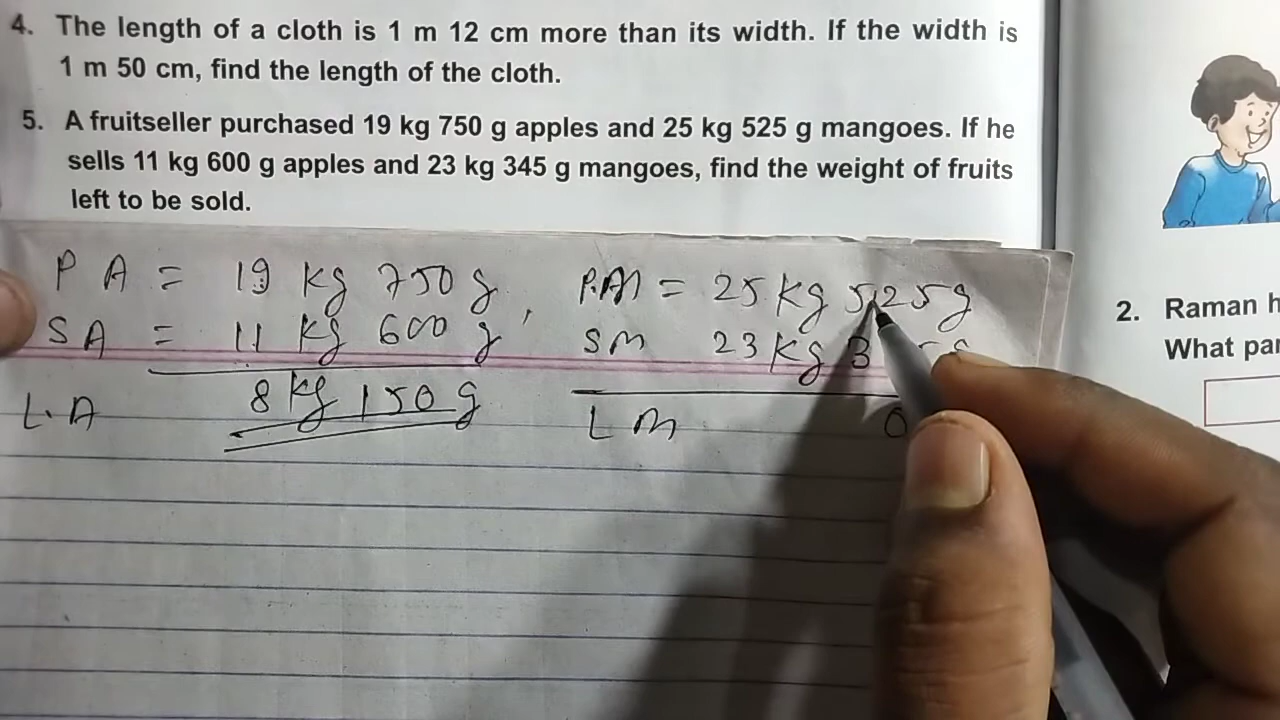 4. The length of a cloth is 1 m 12 cm more than its width. If the width is
1 m 50 cm, find the length of the cloth.
5. A fruitseller purchased 19 kg 750 g apples and 25 kg 525 g mangoes. If he
sells 11 kg 600 g apples and 23 kg 345 g mangoes, find the weight of fruits
left to be sold.
P A = 19 kg 750 g, P.M = 25 kg 525 g
S A = 11 kg 600 g S M 23 kg 3
L.A 8 kg 150 g L M 0
2. Raman
What